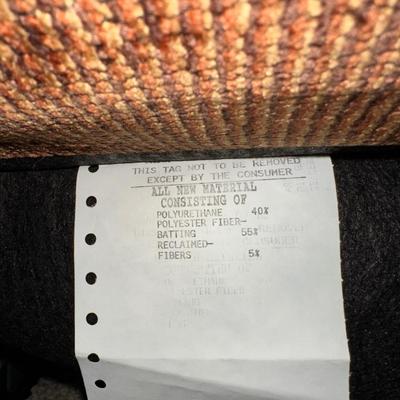 THIS TAG NOT TO BE REMOVED
EXCEPT BY THE CONSUMER
ALL NEW MATERIAL
CONSISTING OF
POLYURETHANE 40%
POLYESTER FIBER-
BATTING 55%
RECLAIMED-
FIBERS 5%